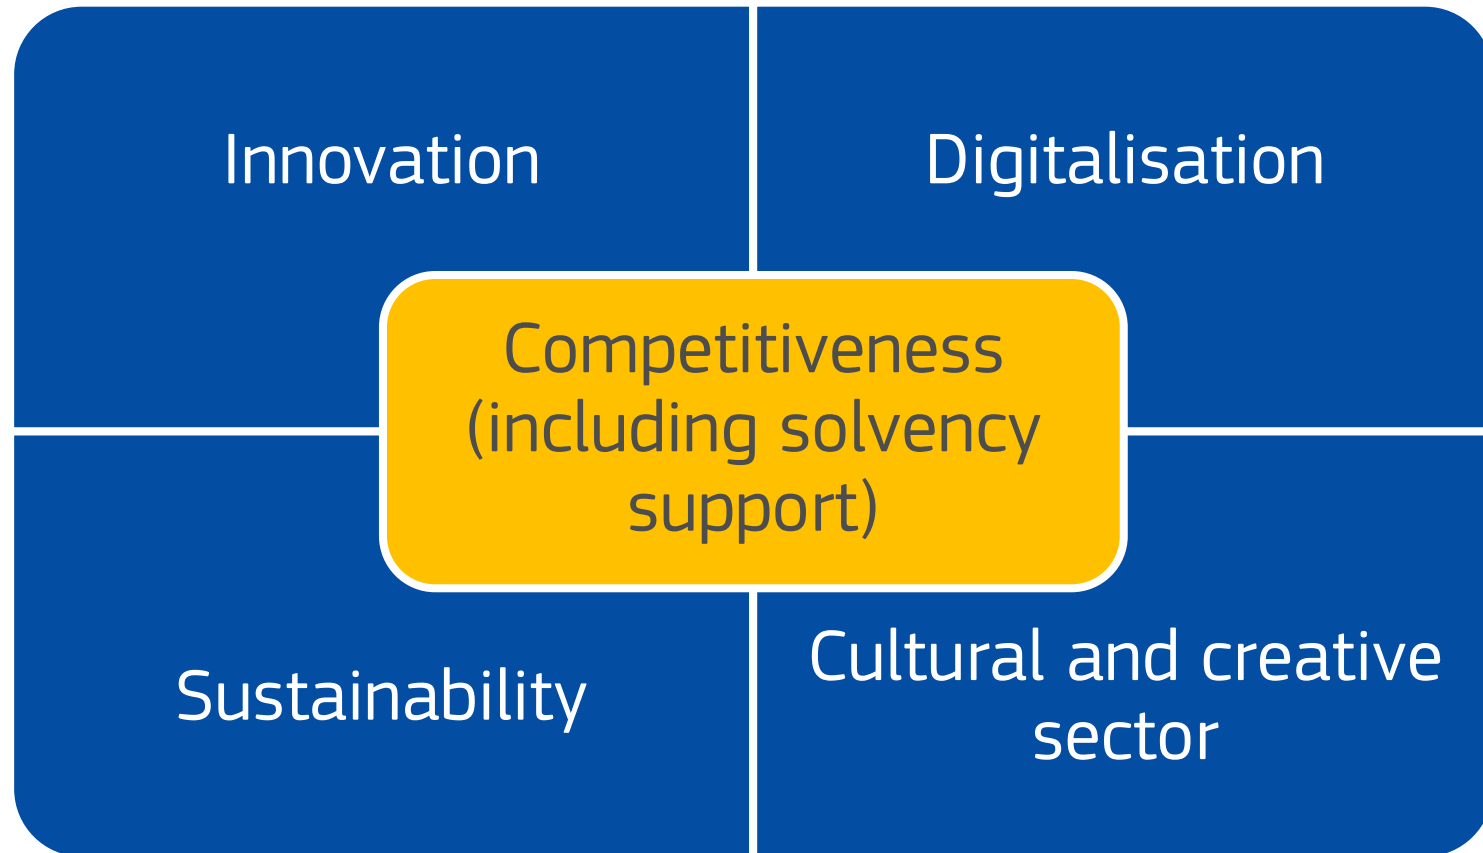 Innovation
Digitalisation
Competitiveness
(including solvency
support)
Sustainability
Cultural and creative
sector